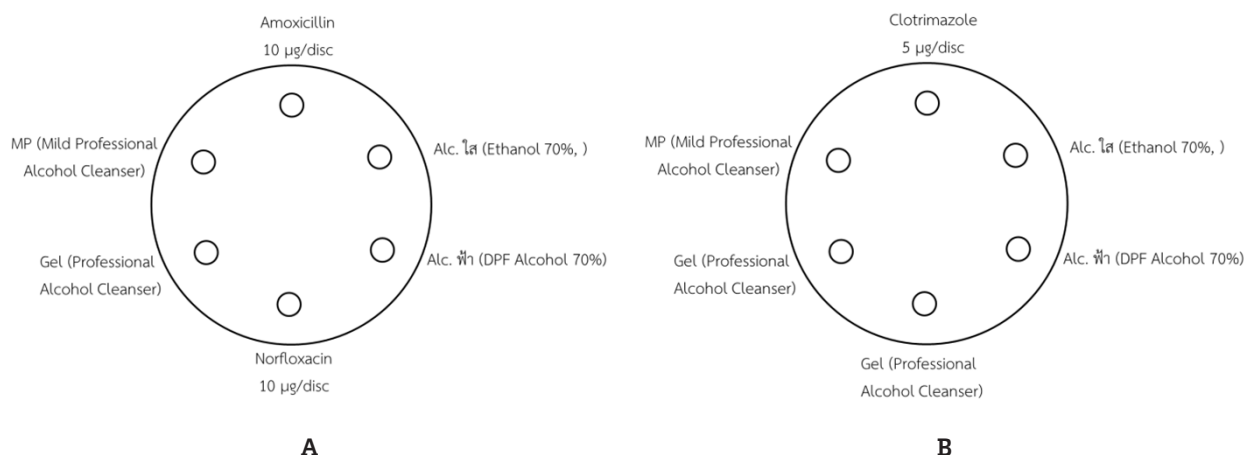 Amoxicillin
10 µg/disc
MP (Mild Professional
Alcohol Cleanser)
Alc. ใส (Ethanol 70%, )
Gel (Professional
Alcohol Cleanser)
Alc. ฟ้า (DPF Alcohol 70%)
Norfloxacin
10 µg/disc
A
Clotrimazole
5 µg/disc
MP (Mild Professional
Alcohol Cleanser)
Alc. ใส (Ethanol 70%, )
Gel (Professional
Alcohol Cleanser)
Alc. ฟ้า (DPF Alcohol 70%)
Gel (Professional
Alcohol Cleanser)
B